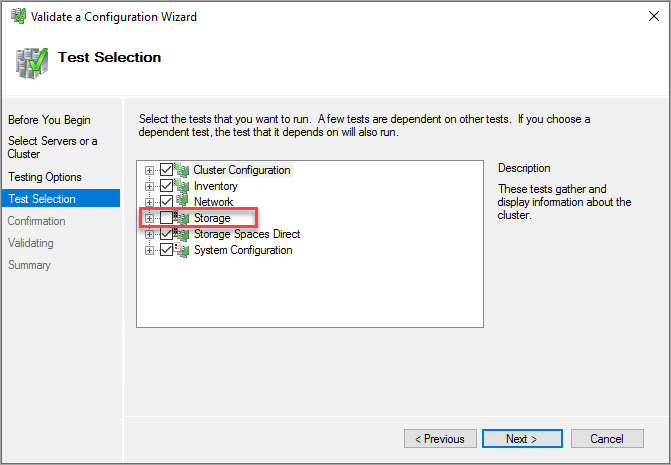 Validate a Configuration Wizard
Test Selection
Before You Begin
Select Servers or a
Cluster
Testing Options
Test Selection
Confirmation
Validating
Summary
Select the tests that you want to run. A few tests are dependent on other tests. If you choose a
dependent test, the test that it depends on will also run.
Cluster Configuration
Inventory
Network
Storage
Storage Spaces Direct
System Configuration
Description
These tests gather and
display information about the
cluster.
< Previous
Next >
Cancel